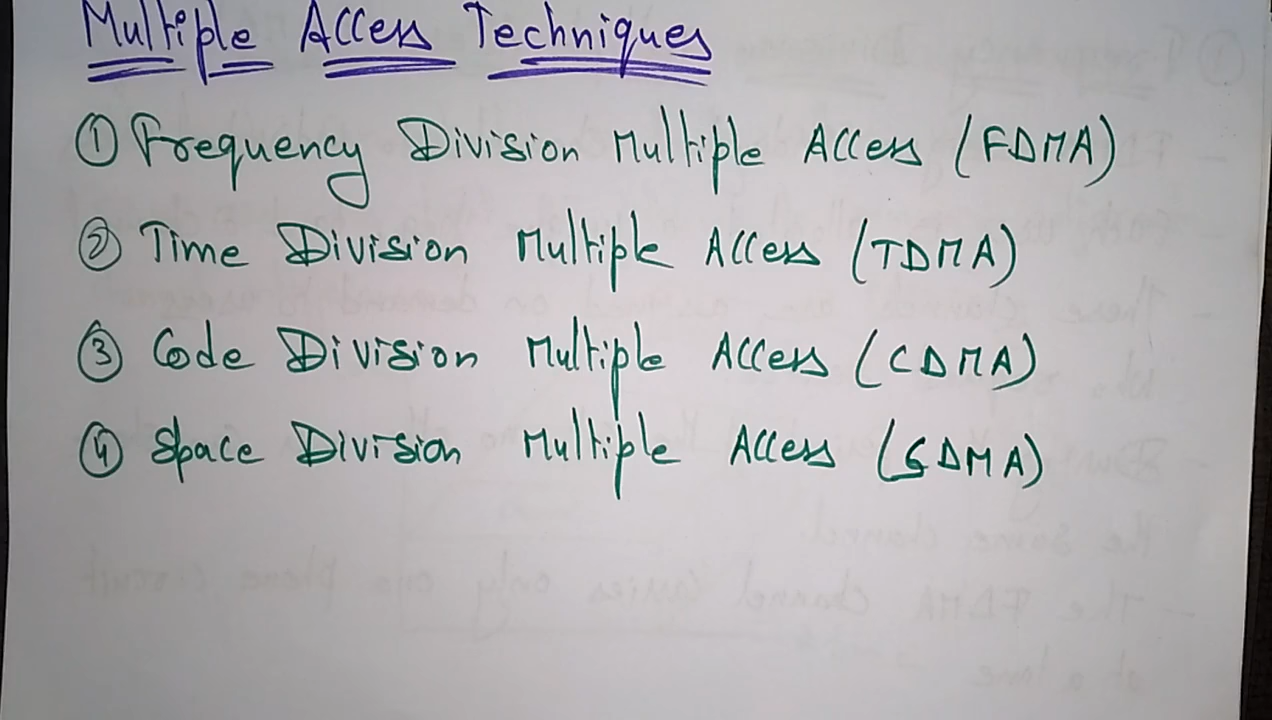 Multiple Access Techniques
① Frequency Division Multiple Access (FDMA)
② Time Division Multiple Access (TDMA)
③ Code Division Multiple Access (CDMA)
④ Space Division Multiple Access (SDMA)